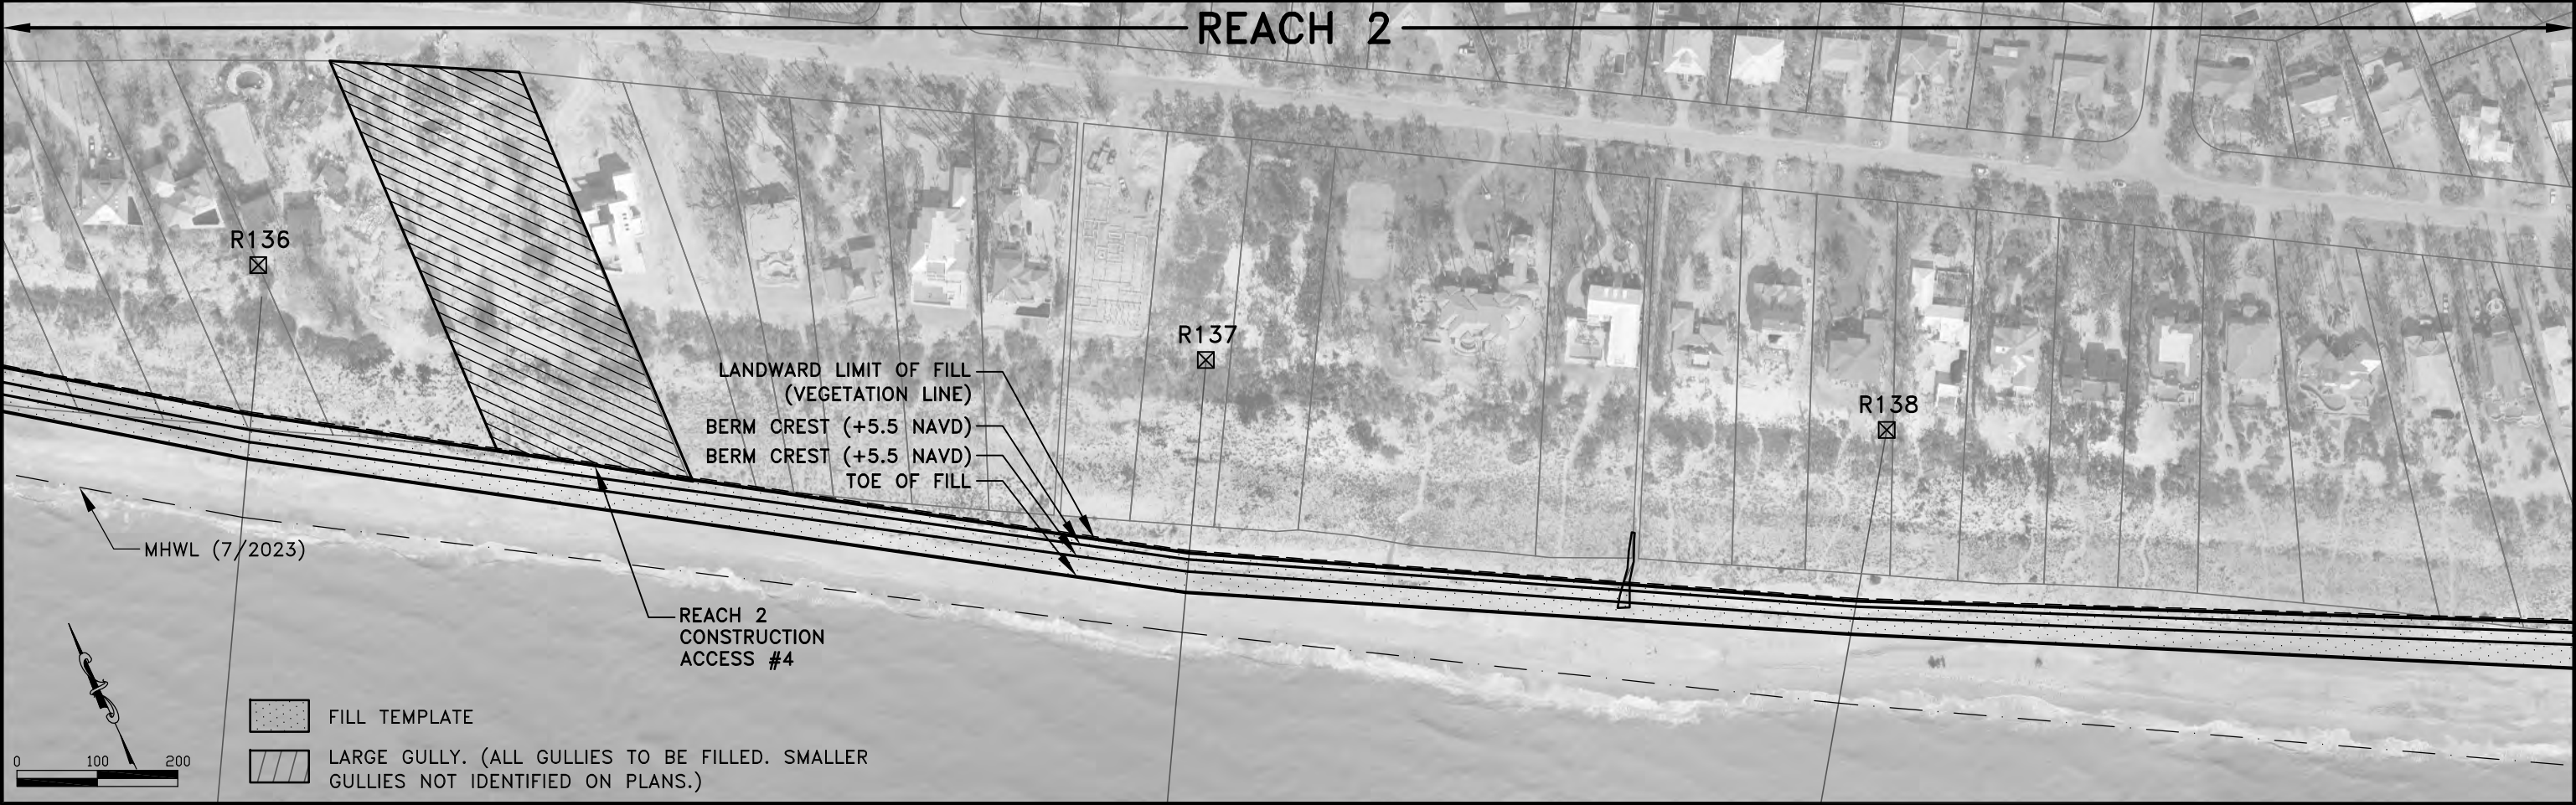 REACH 2
R136
R137
LANDWARD LIMIT OF FILL
(VEGETATION LINE)
BERM CREST (+5.5 NAVD)
BERM CREST (+5.5 NAVD)
TOE OF FILL
R138
MHWL (7/2023)
REACH 2
CONSTRUCTION
ACCESS #4
0 100 200
FILL TEMPLATE
LARGE GULLY. (ALL GULLIES TO BE FILLED. SMALLER
GULLIES NOT IDENTIFIED ON PLANS.)